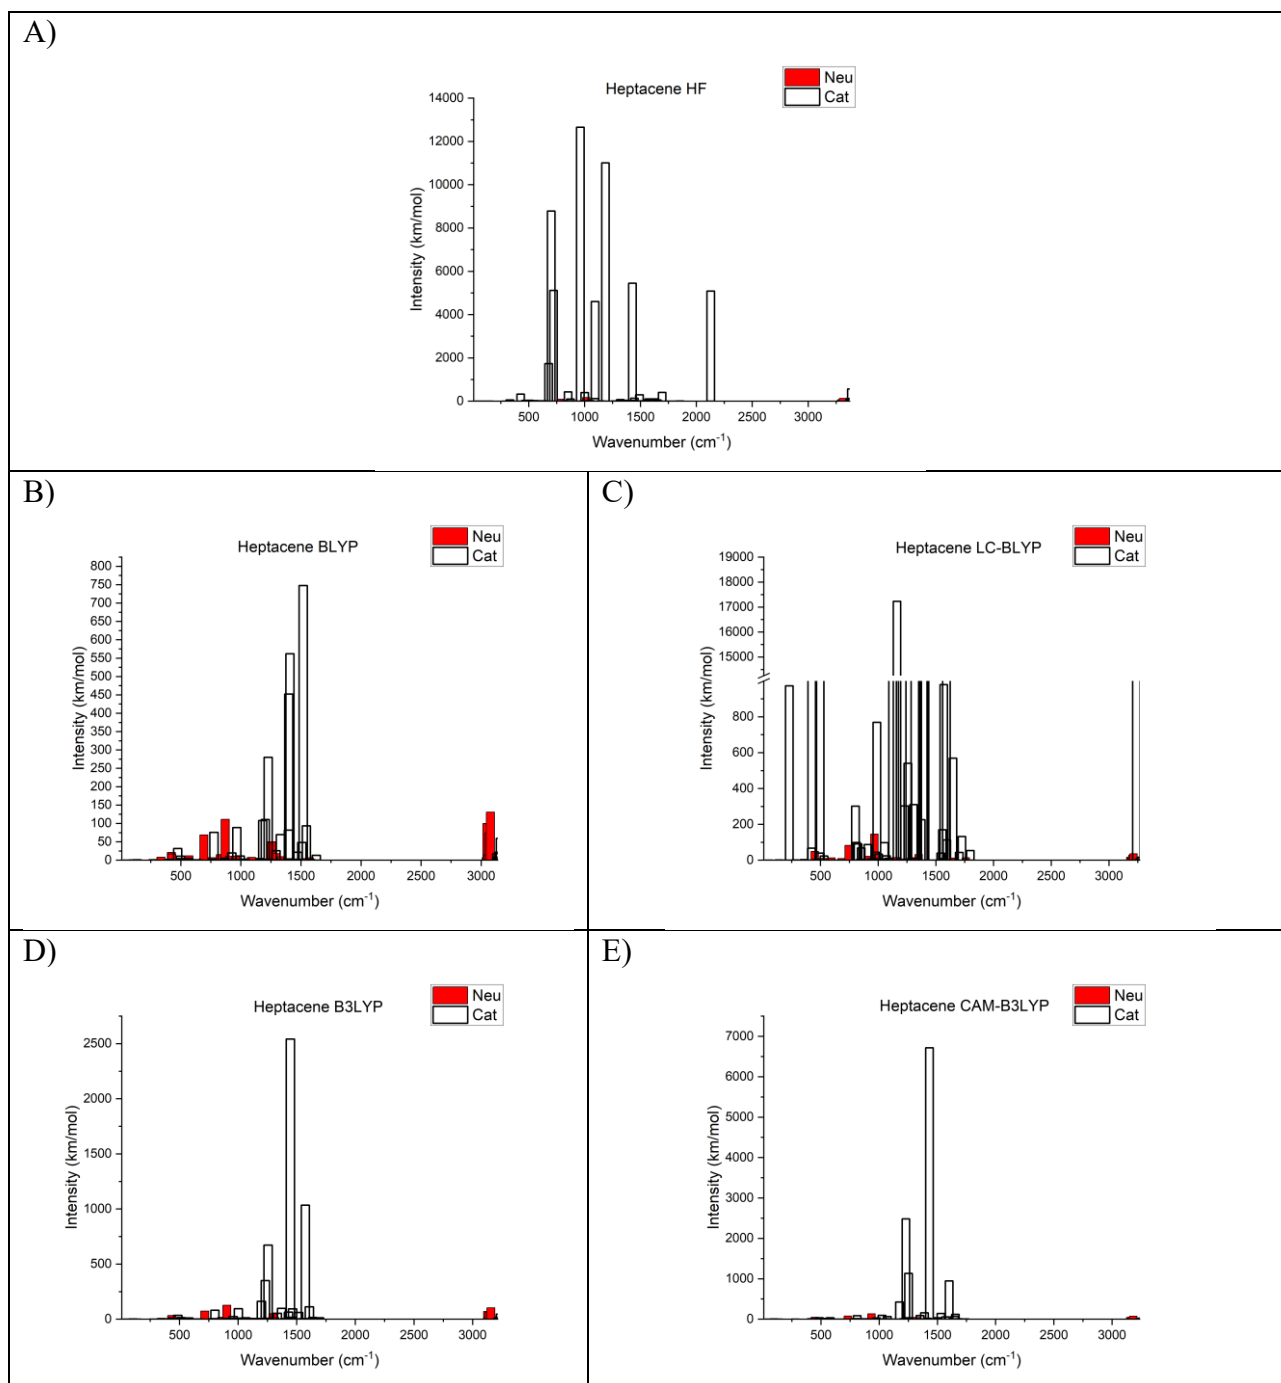 A)
Heptacene HF
Neu
Cat
Intensity (km/mol)
14000
12000
10000
8000
6000
4000
2000
0
500 1000 1500 2000 2500 3000
Wavenumber (cm⁻¹)
B)
Heptacene BLYP
Neu
Cat
Intensity (km/mol)
800
750
700
650
600
550
500
450
400
350
300
250
200
150
100
50
0
500 1000 1500 2000 2500 3000
Wavenumber (cm⁻¹)
C)
Heptacene LC-BLYP
Neu
Cat
Intensity (km/mol)
19000
18000
17000
16000
15000
800
600
400
200
0
500 1000 1500 2000 2500 3000
Wavenumber (cm⁻¹)
D)
Heptacene B3LYP
Neu
Cat
Intensity (km/mol)
2500
2000
1500
1000
500
0
500 1000 1500 2000 2500 3000
Wavenumber (cm⁻¹)
E)
Heptacene CAM-B3LYP
Neu
Cat
Intensity (km/mol)
7000
6000
5000
4000
3000
2000
1000
0
500 1000 1500 2000 2500 3000
Wavenumber (cm⁻¹)